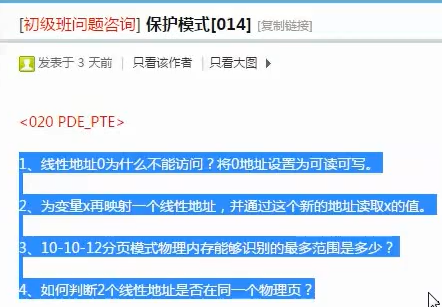 [初级班问题咨询] 保护模式[014] [复制链接]
发表于 3 天前 | 只看该作者 | 只看大图
<020 PDE_PTE>
1、线性地址0为什么不能访问？将0地址设置为可读可写。
2、为变量x再映射一个线性地址，并通过这个新的地址读取x的值。
3、10-10-12分页模式物理内存能够识别的最多范围是多少？
4、如何判断2个线性地址是否在同一个物理页？